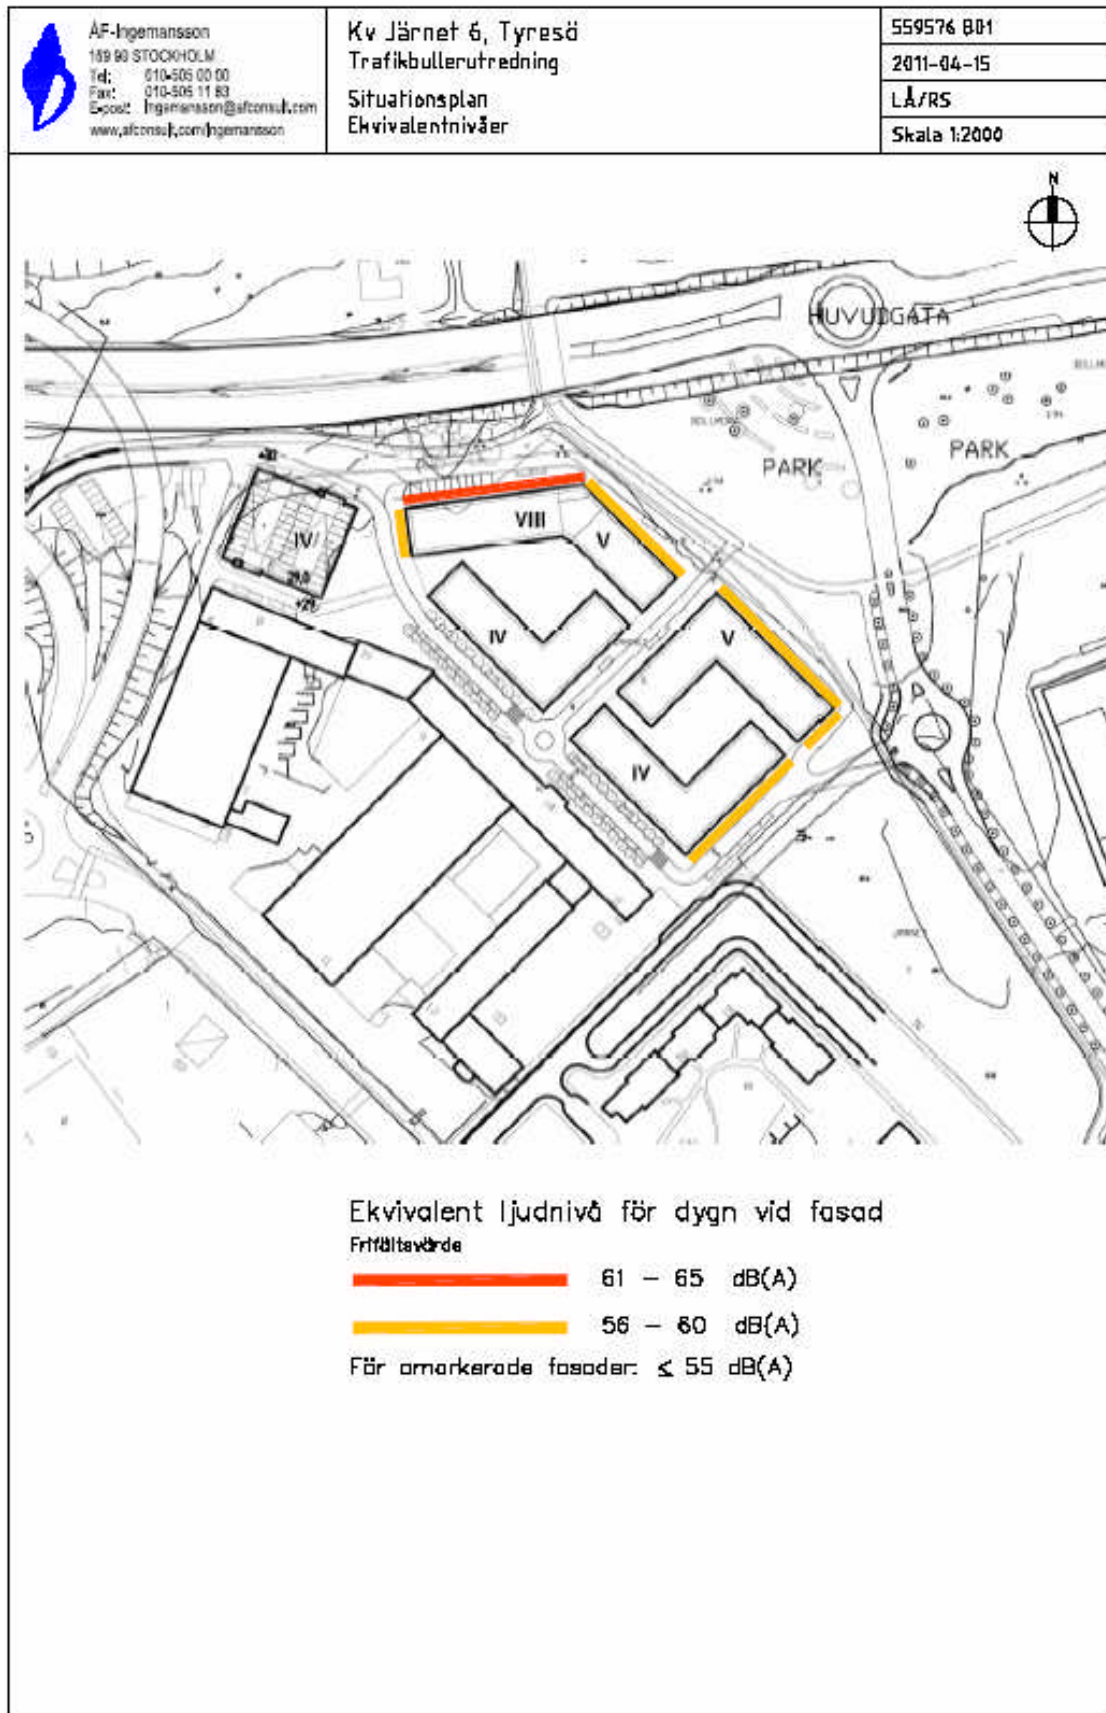 ÅF-Ingemansson
169 90 STOCKHOLM
Tel: 010-505 00 00
Fax: 010-505 11 83
E-post: ingemansson@afconsult.com
www.afconsult.com/ingemansson
Kv Järnet 6, Tyresö
Trafikbullerutredning
Situationsplan
Ekvivalentnivåer
559576 B01
2011-04-15
LÅ/RS
Skala 1:2000
N
HUVUDGATA
PARK
PARK
VIII
V
IV
IV
V
IV
Ekvivalent ljudnivå för dygn vid fasad
Frifältsvärde
61 - 65 dB(A)
56 - 60 dB(A)
För omarkerade fasader: ≤ 55 dB(A)